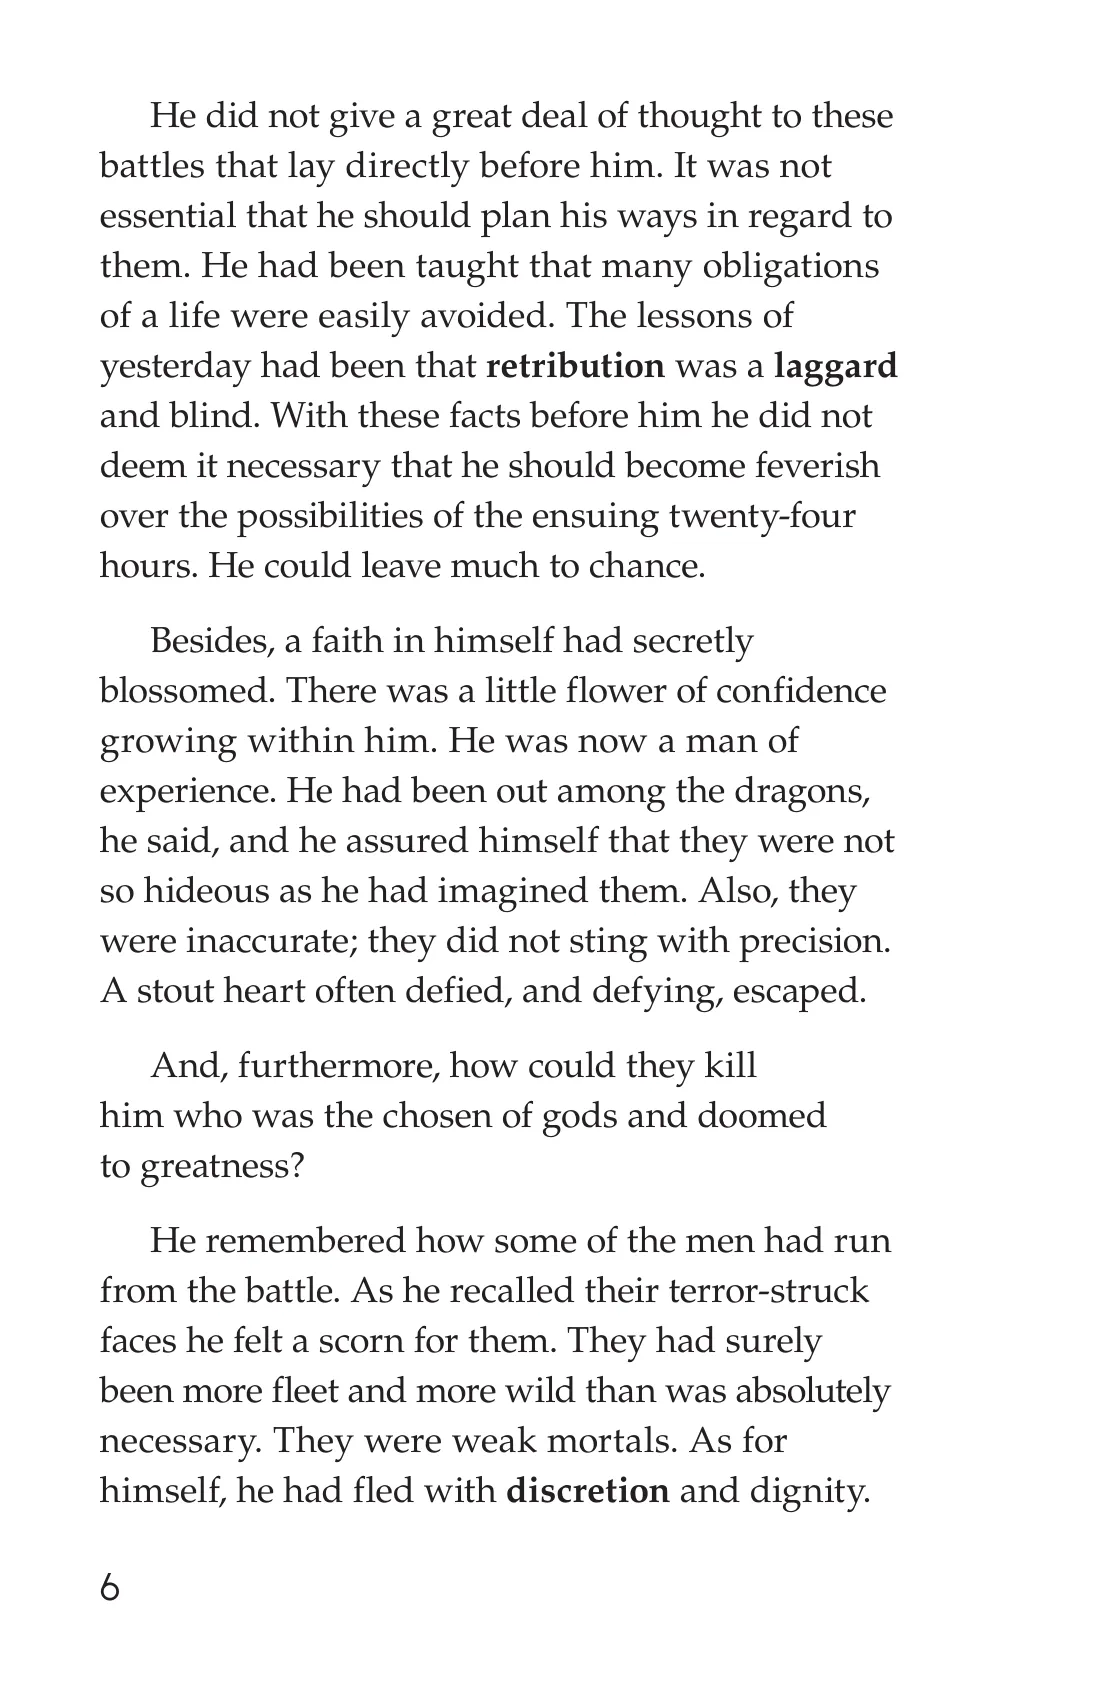 He did not give a great deal of thought to these
battles that lay directly before him. It was not
essential that he should plan his ways in regard to
them. He had been taught that many obligations
of a life were easily avoided. The lessons of
yesterday had been that retribution was a laggard
and blind. With these facts before him he did not
deem it necessary that he should become feverish
over the possibilities of the ensuing twenty-four
hours. He could leave much to chance.
Besides, a faith in himself had secretly
blossomed. There was a little flower of confidence
growing within him. He was now a man of
experience. He had been out among the dragons,
he said, and he assured himself that they were not
so hideous as he had imagined them. Also, they
were inaccurate; they did not sting with precision.
A stout heart often defied, and defying, escaped.
And, furthermore, how could they kill
him who was the chosen of gods and doomed
to greatness?
He remembered how some of the men had run
from the battle. As he recalled their terror-struck
faces he felt a scorn for them. They had surely
been more fleet and more wild than was absolutely
necessary. They were weak mortals. As for
himself, he had fled with discretion and dignity.
6